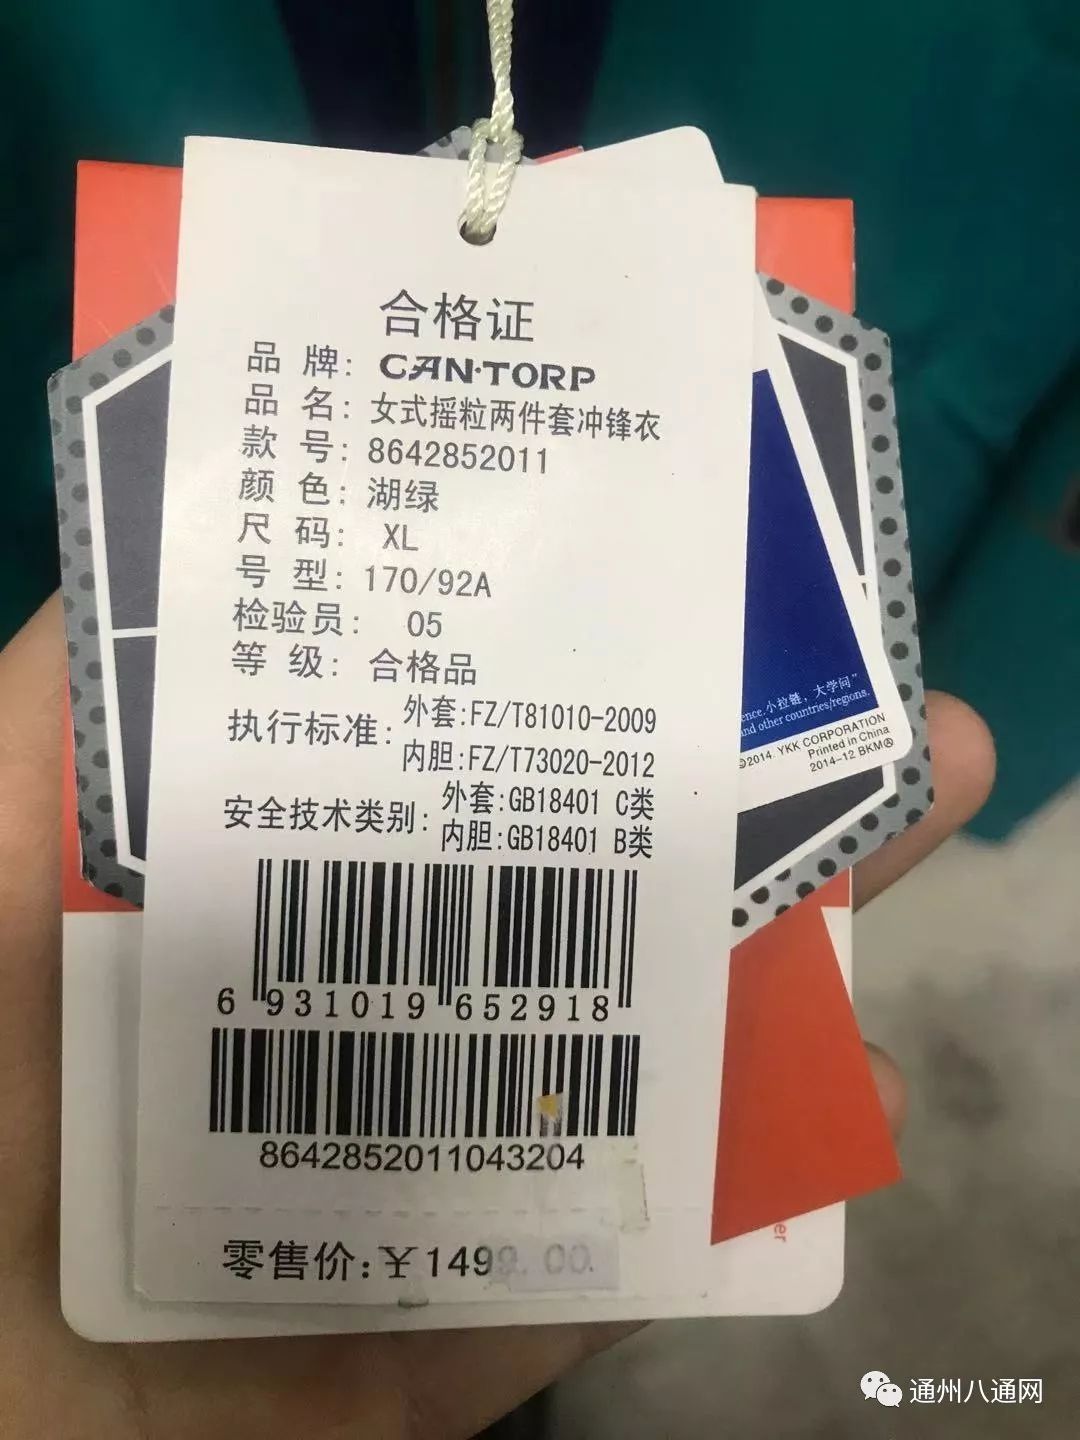 合格证
品 牌: CAN·TORP
品 名: 女式摇粒两件套冲锋衣
款 号: 8642852011
颜 色: 湖绿
尺 码: XL
号 型: 170/92A
检验员: 05
等 级: 合格品
执行标准: 外套:FZ/T81010-2009
内胆:FZ/T73020-2012
安全技术类别: 外套:GB18401 C类
内胆:GB18401 B类
6 931019 652918
8642852011043204
零售价:￥1499.00
ence.小拉链，大学问"
and other countries/regions.
©2014. YKK CORPORATION
Printed in China
2014-12 BKMⒶ
er
通州八通网